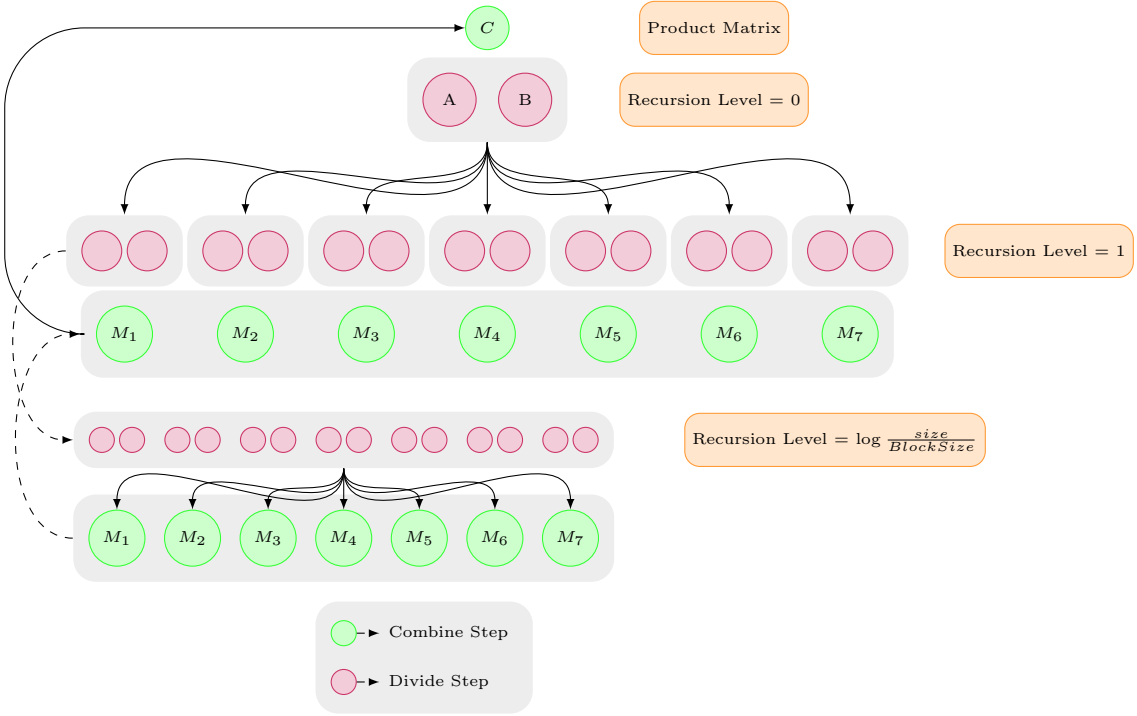 C
Product Matrix
A B
Recursion Level = 0
Recursion Level = 1
M₁ M₂ M₃ M₄ M₅ M₆ M₇
Recursion Level = log size/BlockSize
M₁ M₂ M₃ M₄ M₅ M₆ M₇
Combine Step
Divide Step